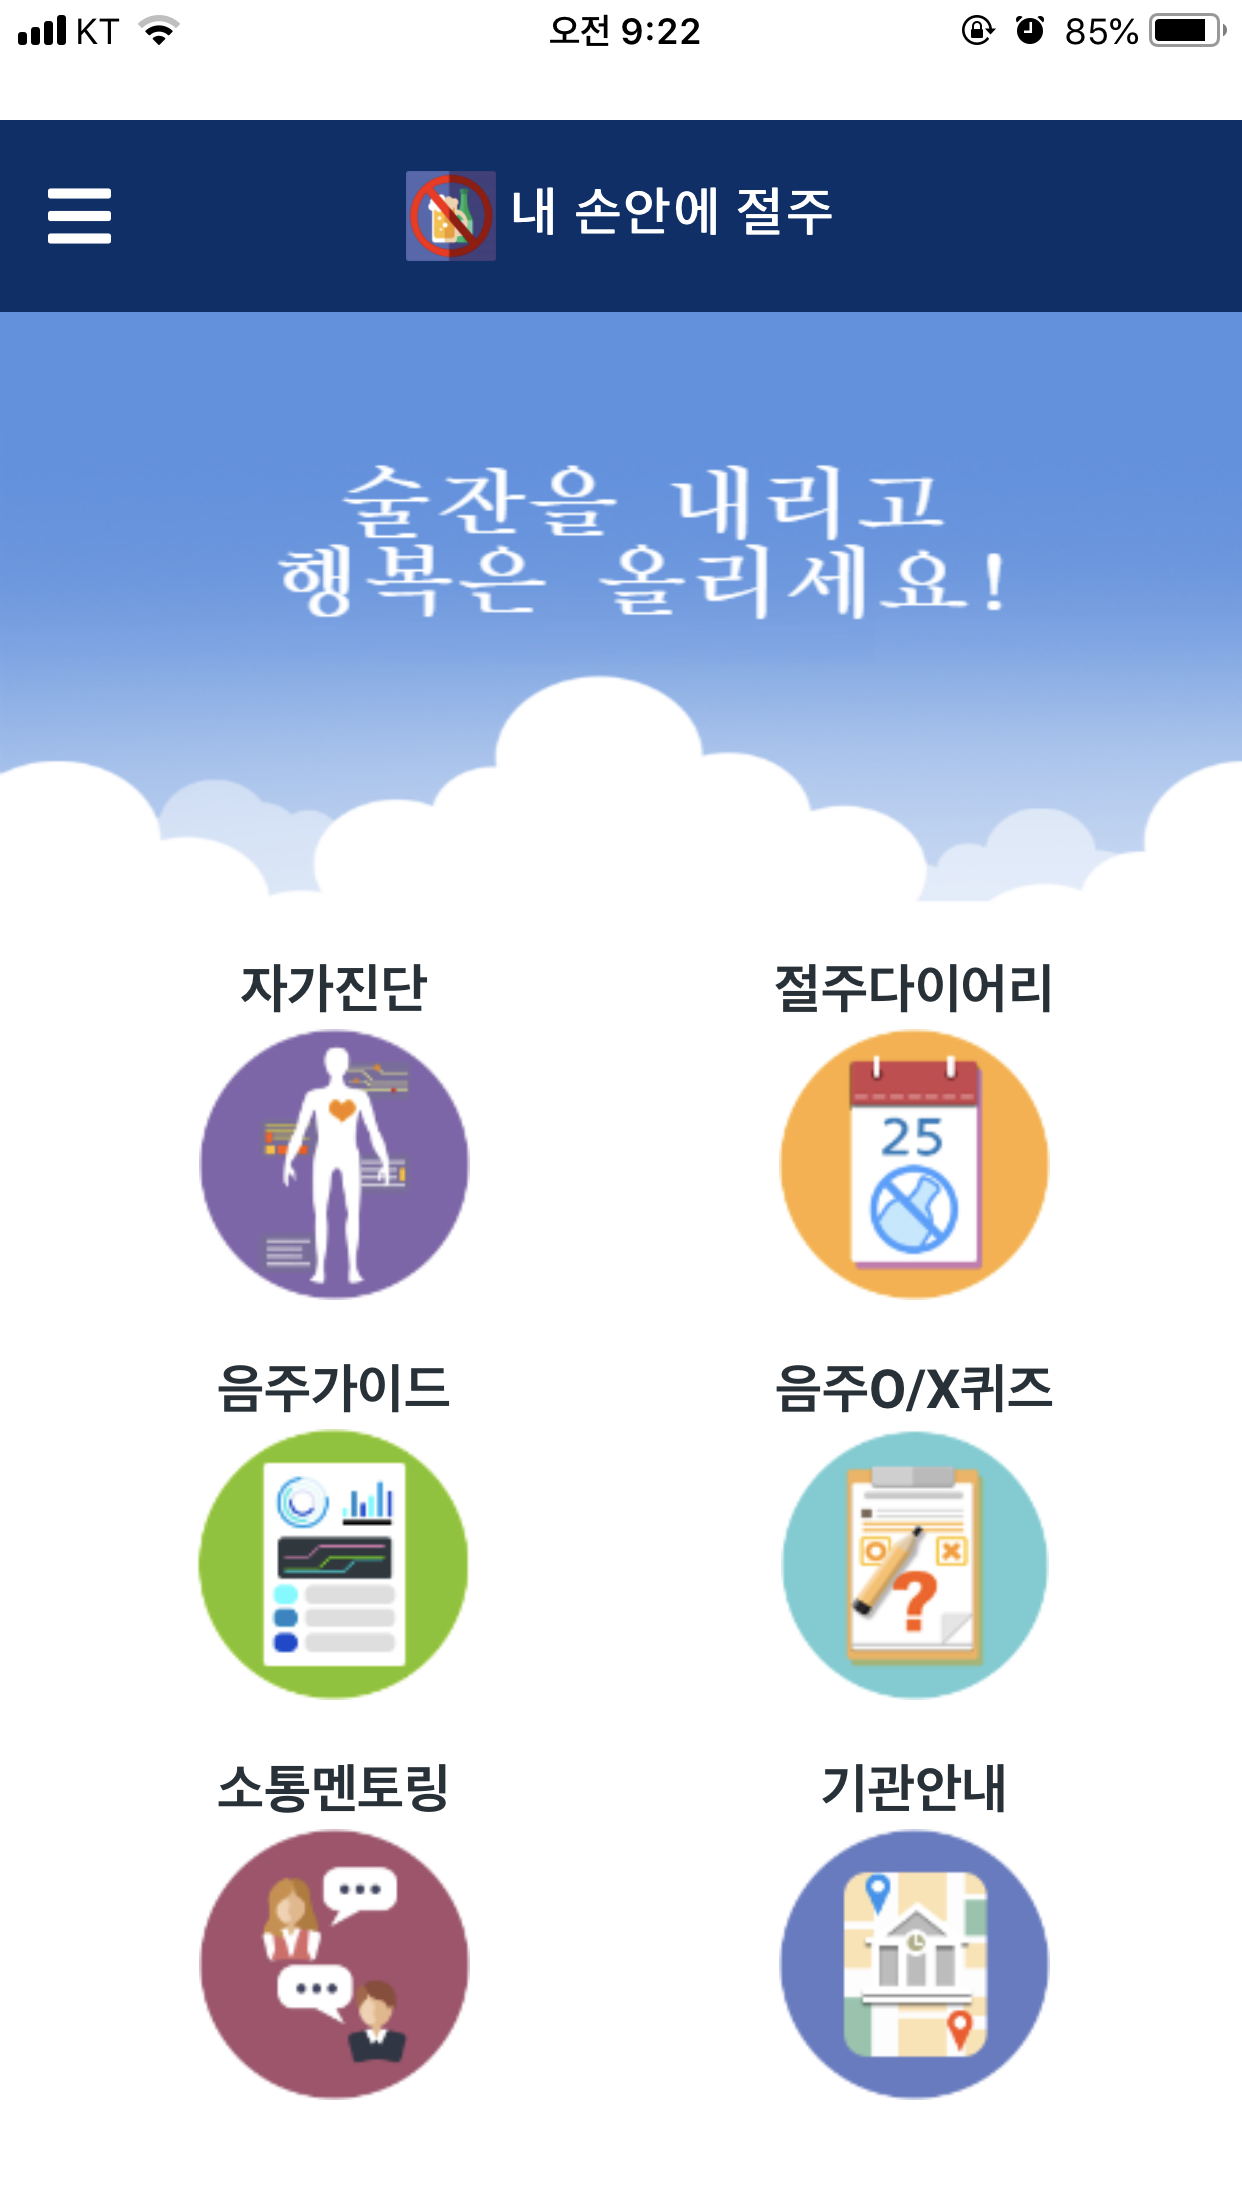 KT 오전 9:22 85%
내 손안에 절주
술잔을 내리고
행복은 올리세요!
자가진단 절주다이어리
25
음주가이드 음주O/X퀴즈
?
소통멘토링 기관안내